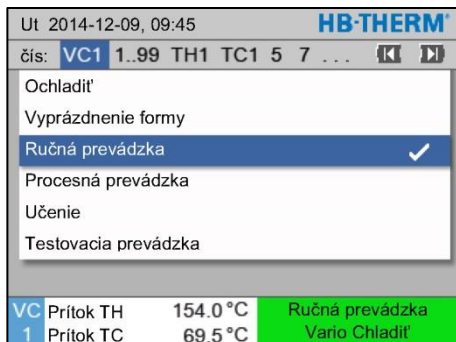 Ut 2014-12-09, 09:45 HB-THERM®
čís: VC1 1..99 TH1 TC1 5 7 ...
Ochladiť
Vyprázdnenie formy
Ručná prevádzka
Procesná prevádzka
Učenie
Testovacia prevádzka
VC Prítok TH 154.0 °C Ručná prevádzka
1 Prítok TC 69.5 °C Vario Chladiť